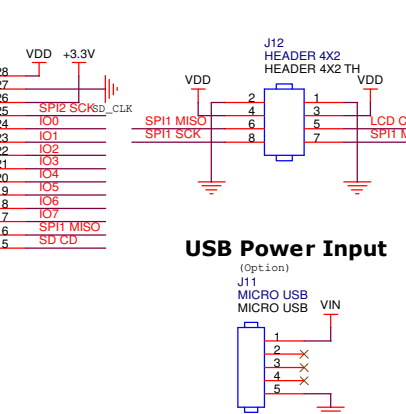 VDD +3.3V
28
27
26
25 SPI2 SCK SD_CLK
24 IO0
23 IO1
22 IO2
21 IO3
20 IO4
19 IO5
18 IO6
17 IO7
16 SPI1 MISO
15 SD CD
J12
HEADER 4X2
HEADER 4X2 TH
VDD VDD
2 1
4 3
SPI1 MISO 6 5 LCD C
SPI1 SCK 8 7 SPI1 M
USB Power Input
(Option)
J11
MICRO USB
MICRO USB
VIN
1
2
3
4
5